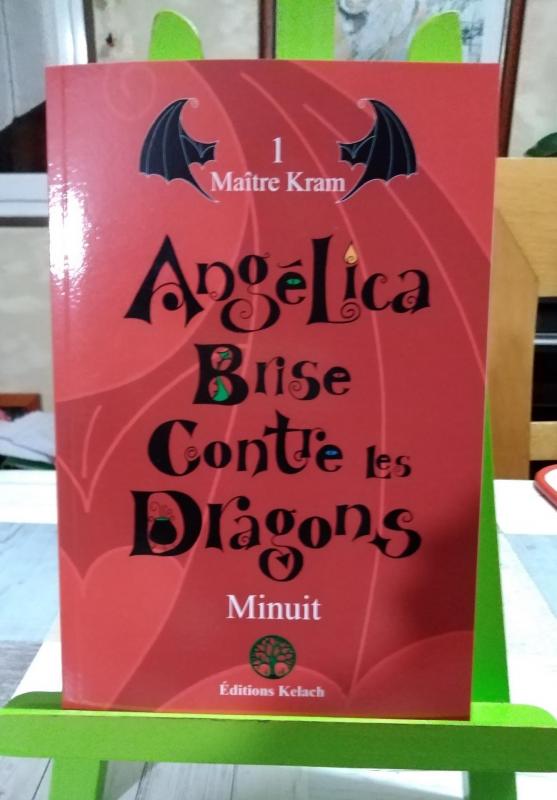 1
Maître Kram
Angélica
Brise
Contre les
Dragons
Minuit
Éditions Kelach